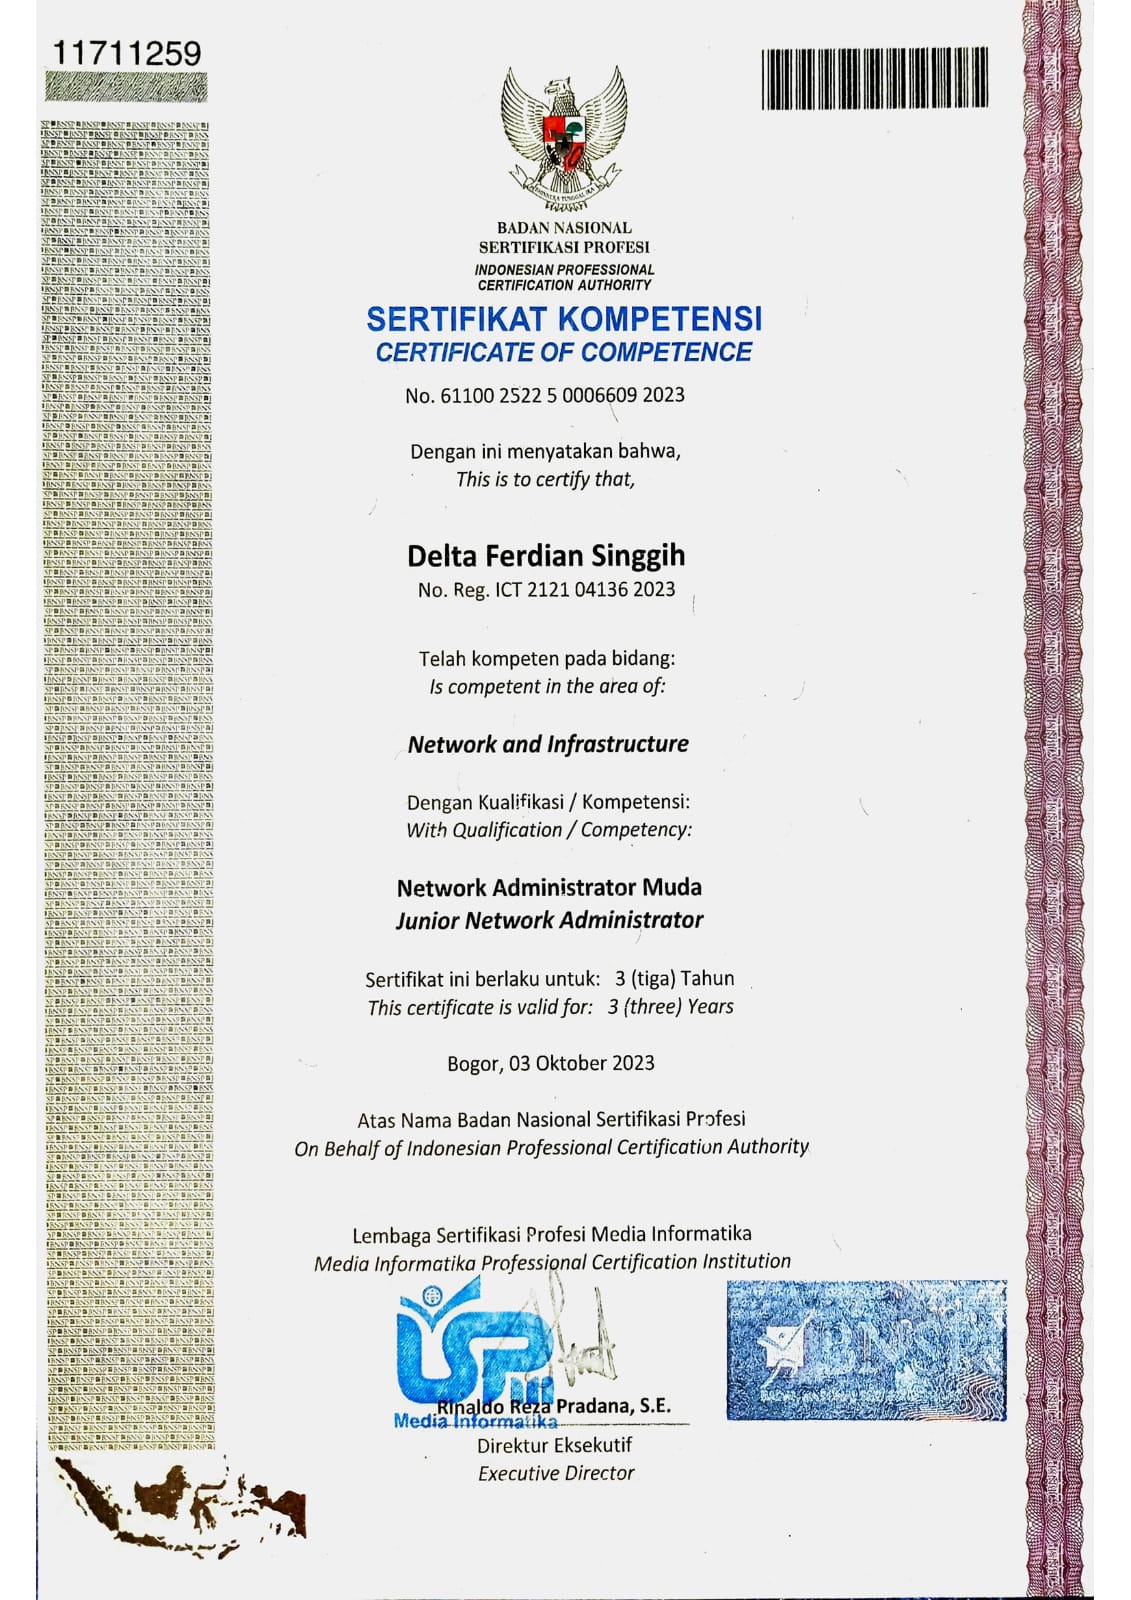 11711259
BADAN NASIONAL
SERTIFIKASI PROFESI
INDONESIAN PROFESSIONAL
CERTIFICATION AUTHORITY
SERTIFIKAT KOMPETENSI
CERTIFICATE OF COMPETENCE
No. 61100 2522 5 0006609 2023
Dengan ini menyatakan bahwa,
This is to certify that,
Delta Ferdian Singgih
No. Reg. ICT 2121 04136 2023
Telah kompeten pada bidang:
Is competent in the area of:
Network and Infrastructure
Dengan Kualifikasi / Kompetensi:
With Qualification / Competency:
Network Administrator Muda
Junior Network Administrator
Sertifikat ini berlaku untuk: 3 (tiga) Tahun
This certificate is valid for: 3 (three) Years
Bogor, 03 Oktober 2023
Atas Nama Badan Nasional Sertifikasi Profesi
On Behalf of Indonesian Professional Certification Authority
Lembaga Sertifikasi Profesi Media Informatika
Media Informatika Professional Certification Institution
BNSP
Rinaldo Reza Pradana, S.E.
Media Informatika
Direktur Eksekutif
Executive Director